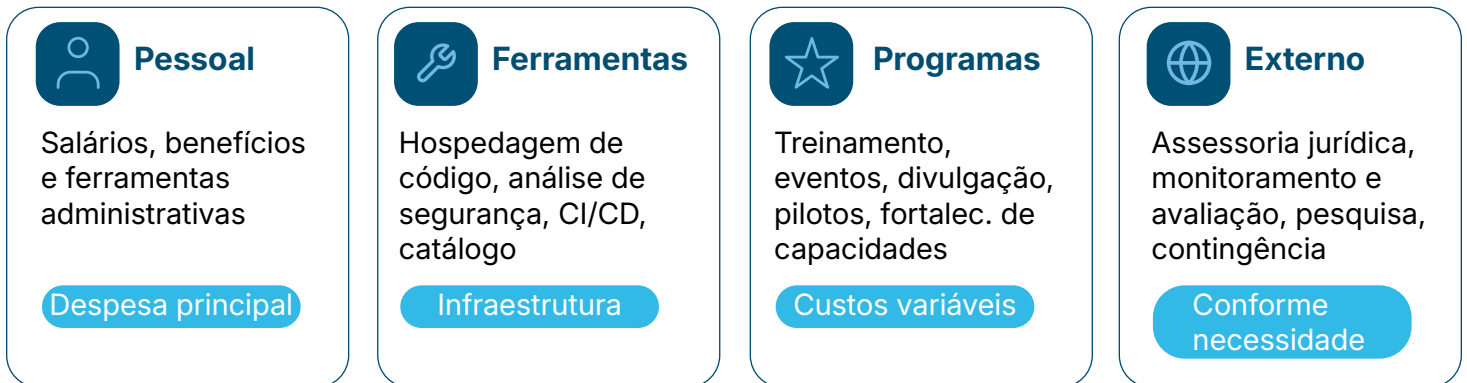 Pessoal
Salários, benefícios
e ferramentas
administrativas
Despesa principal
Ferramentas
Hospedagem de
código, análise de
segurança, CI/CD,
catálogo
Infraestrutura
Programas
Treinamento,
eventos, divulgação,
pilotos, fortalec. de
capacidades
Custos variáveis
Externo
Assessoria jurídica,
monitoramento e
avaliação, pesquisa,
contingência
Conforme
necessidade